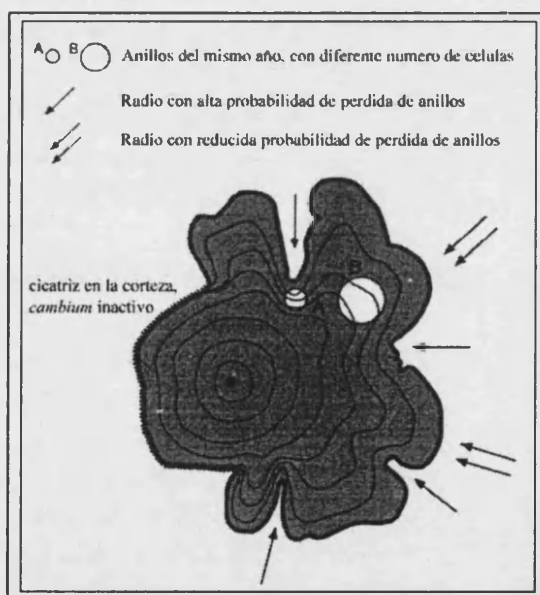 A B Anillos del mismo año, con diferente numero de celulas
Radio con alta probabilidad de perdida de anillos
Radio con reducida probabilidad de perdida de anillos
cicatriz en la corteza,
cambium inactivo
B
A